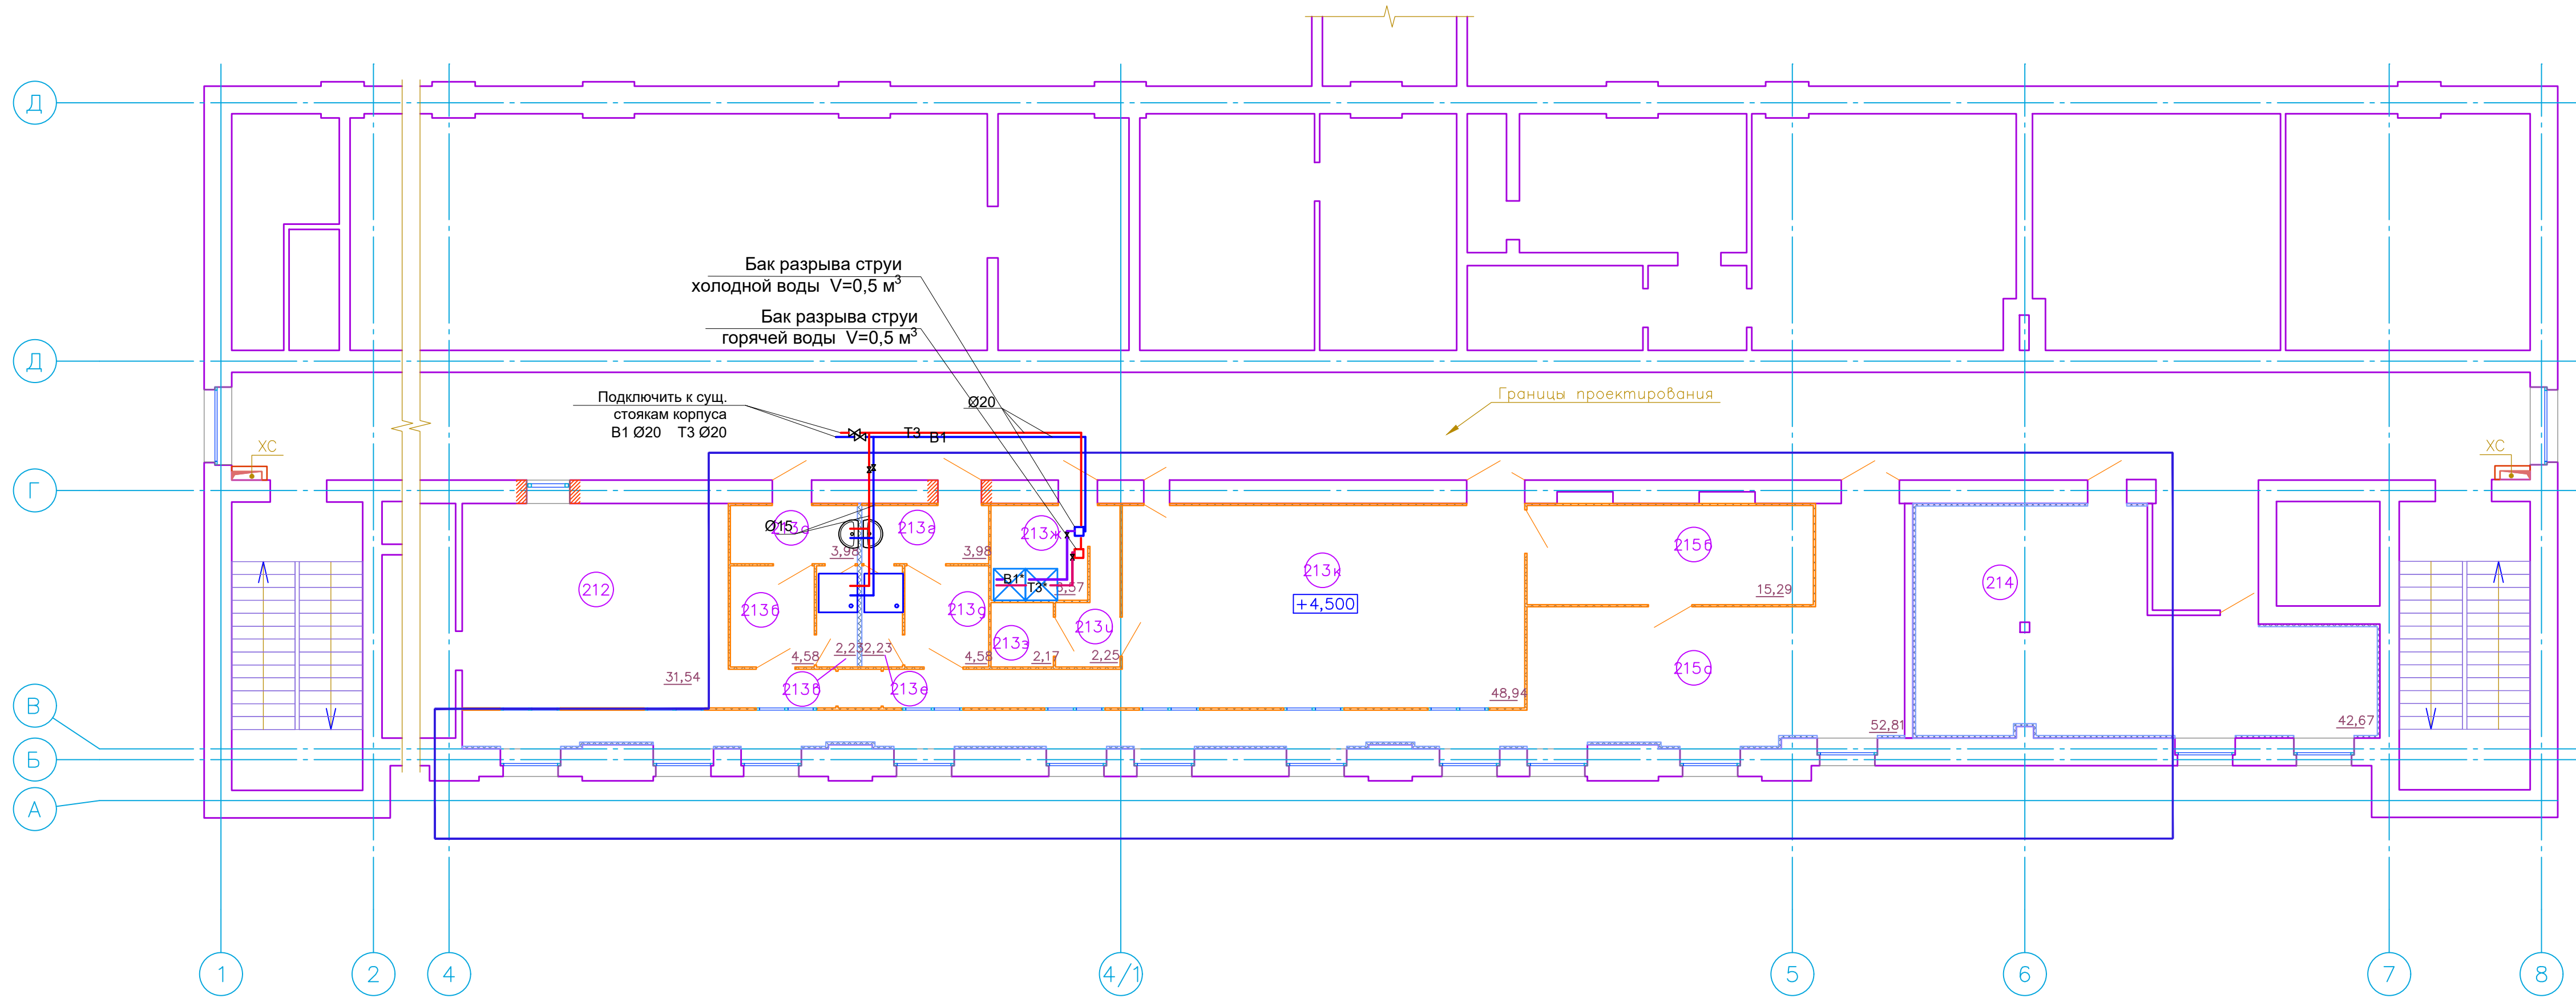 Д
Бак разрыва струи
холодной воды V=0,5 м³
Бак разрыва струи
горячей воды V=0,5 м³
Д
Подключить к сущ.
стоякам корпуса
В1 Ø20 Т3 Ø20
Ø20
Т3
В1
Границы проектирования
ХС
ХС
Г
Ø15
213а
213ж
3,98
3,98
213к
+4,500
215б
15,29
214
212
213б
213д
В1*
Т3*
213з
213и
4,58
2,23
2,23
4,58
2,17
2,25
213в
213е
31,54
48,94
215а
52,81
42,67
В
Б
А
1
2
4
4/1
5
6
7
8